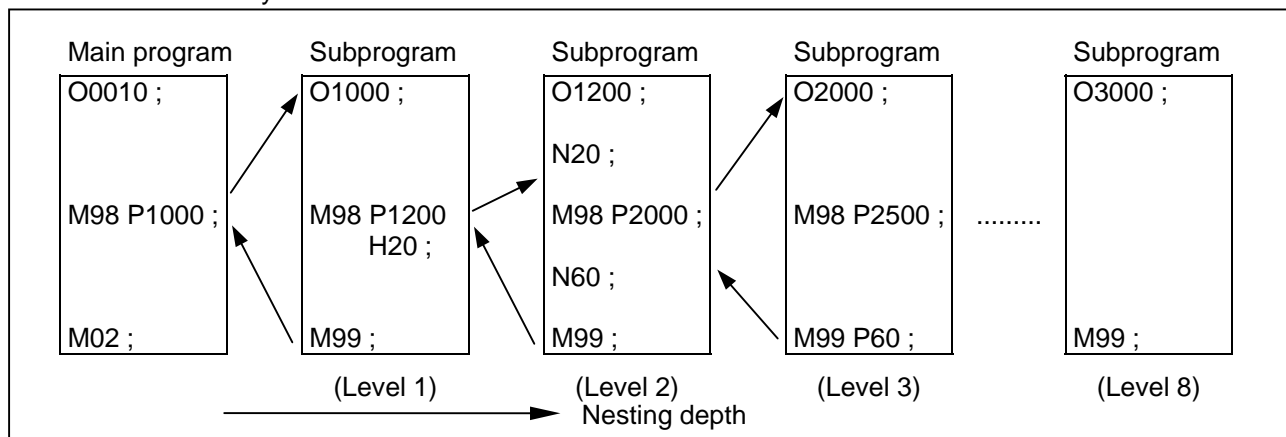 Main program
O0010 ;
M98 P1000 ;
M02 ;
Subprogram
O1000 ;
M98 P1200
H20 ;
M99 ;
(Level 1)
Subprogram
O1200 ;
N20 ;
M98 P2000 ;
N60 ;
M99 ;
(Level 2)
Subprogram
O2000 ;
M98 P2500 ;
M99 P60 ;
(Level 3)
.........
Subprogram
O3000 ;
M99 ;
(Level 8)
Nesting depth